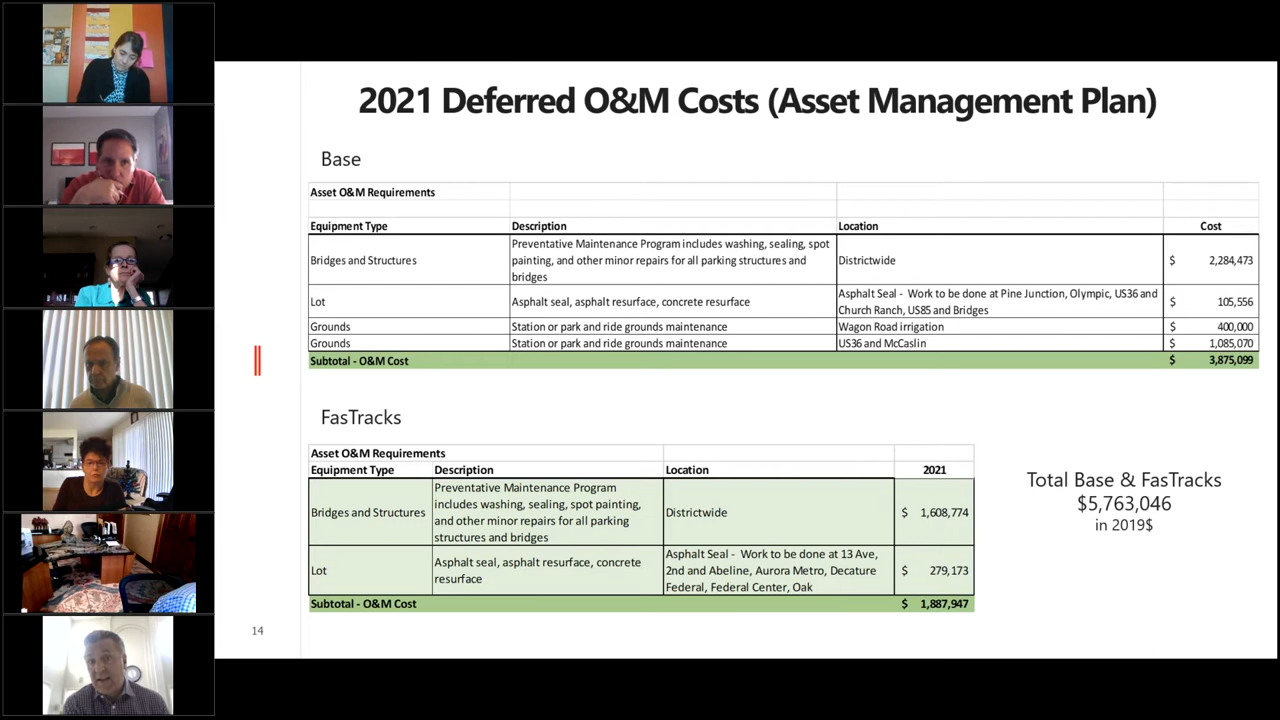 2021 Deferred O&M Costs (Asset Management Plan)
Base
Asset O&M Requirements
Equipment Type Description Location Cost
Bridges and Structures
Preventative Maintenance Program includes washing, sealing, spot
painting, and other minor repairs for all parking structures and
bridges
Districtwide
$ 2,284,473
Lot
Asphalt seal, asphalt resurface, concrete resurface
Asphalt Seal - Work to be done at Pine Junction, Olympic, US36 and
Church Ranch, US85 and Bridges
$ 105,556
Grounds Station or park and ride grounds maintenance Wagon Road irrigation $ 400,000
Grounds Station or park and ride grounds maintenance US36 and McCaslin $ 1,085,070
Subtotal - O&M Cost $ 3,875,099
FasTracks
Asset O&M Requirements
Equipment Type Description Location 2021
Bridges and Structures
Preventative Maintenance Program
includes washing, sealing, spot painting,
and other minor repairs for all parking
structures and bridges
Districtwide
$ 1,608,774
Lot
Asphalt seal, asphalt resurface, concrete
resurface
Asphalt Seal - Work to be done at 13 Ave,
2nd and Abeline, Aurora Metro, Decature
Federal, Federal Center, Oak
$ 279,173
Subtotal - O&M Cost $ 1,887,947
Total Base & FasTracks
$5,763,046
in 2019$
14